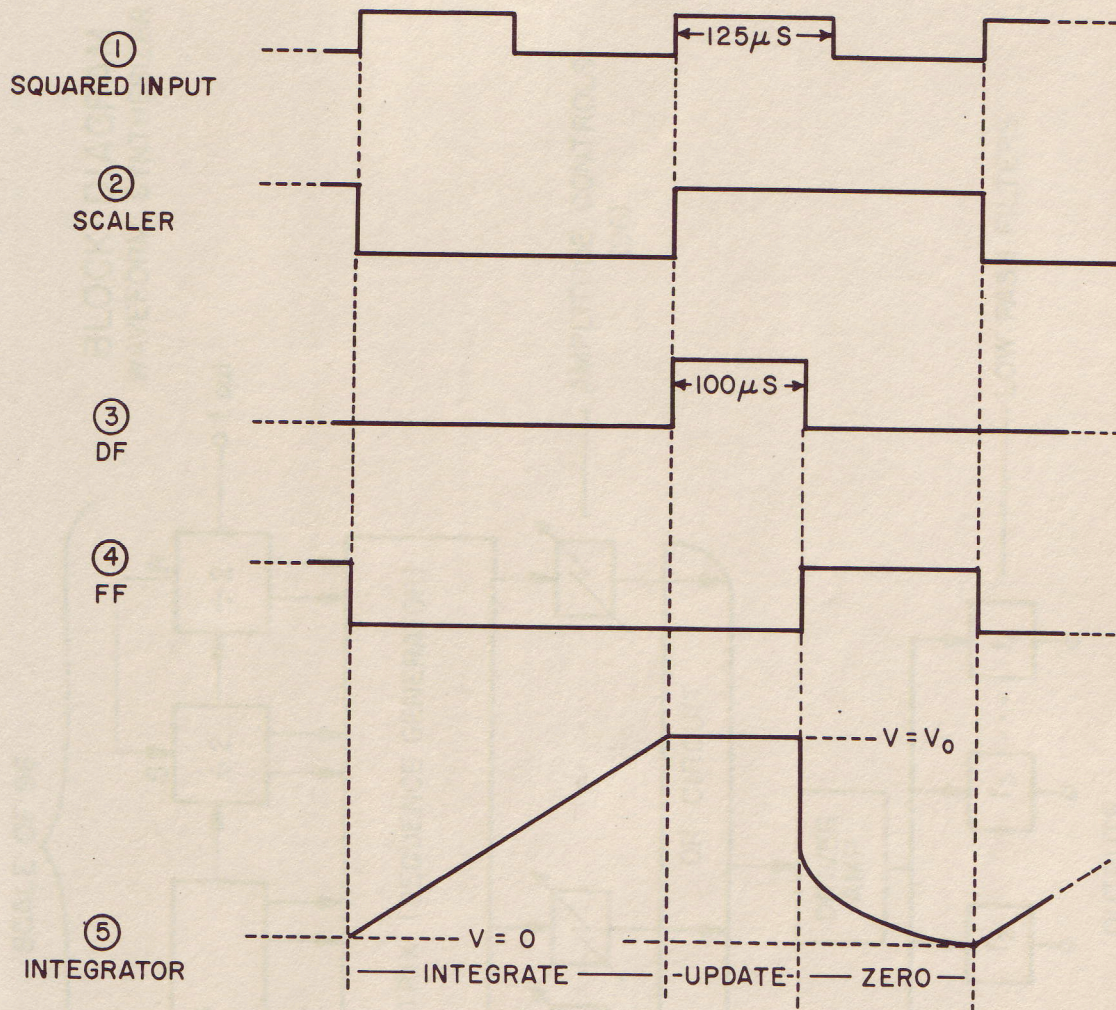 ①
SQUARED INPUT
125μS
②
SCALER
③
DF
100μS
④
FF
V = V₀
⑤
INTEGRATOR
V = 0
INTEGRATE
UPDATE
ZERO